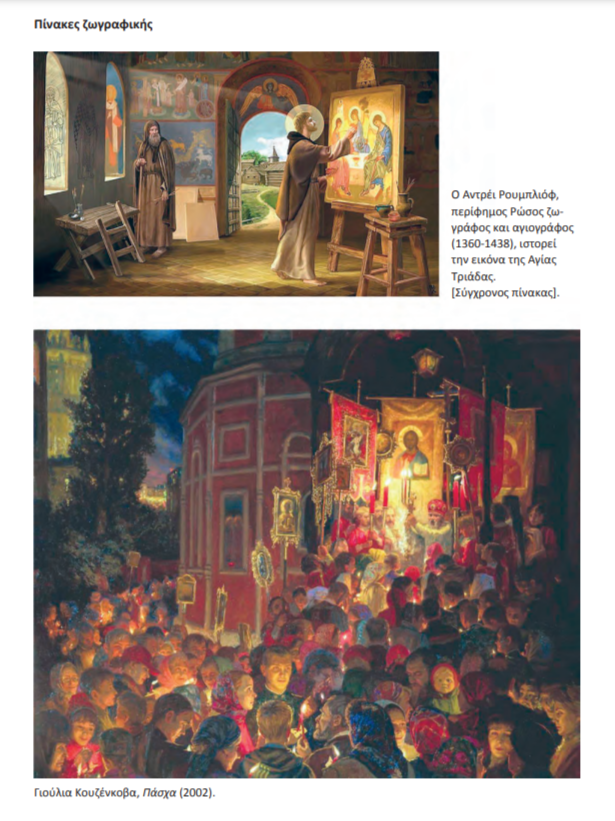 Πίνακες ζωγραφικής
Ο Αντρέι Ρουμπλιόφ,
περίφημος Ρώσος ζω-
γράφος και αγιογράφος
(1360-1438), ιστορεί
την εικόνα της Αγίας
Τριάδας.
[Σύγχρονος πίνακας].
Γιούλια Κουζένκοβα, Πάσχα (2002).